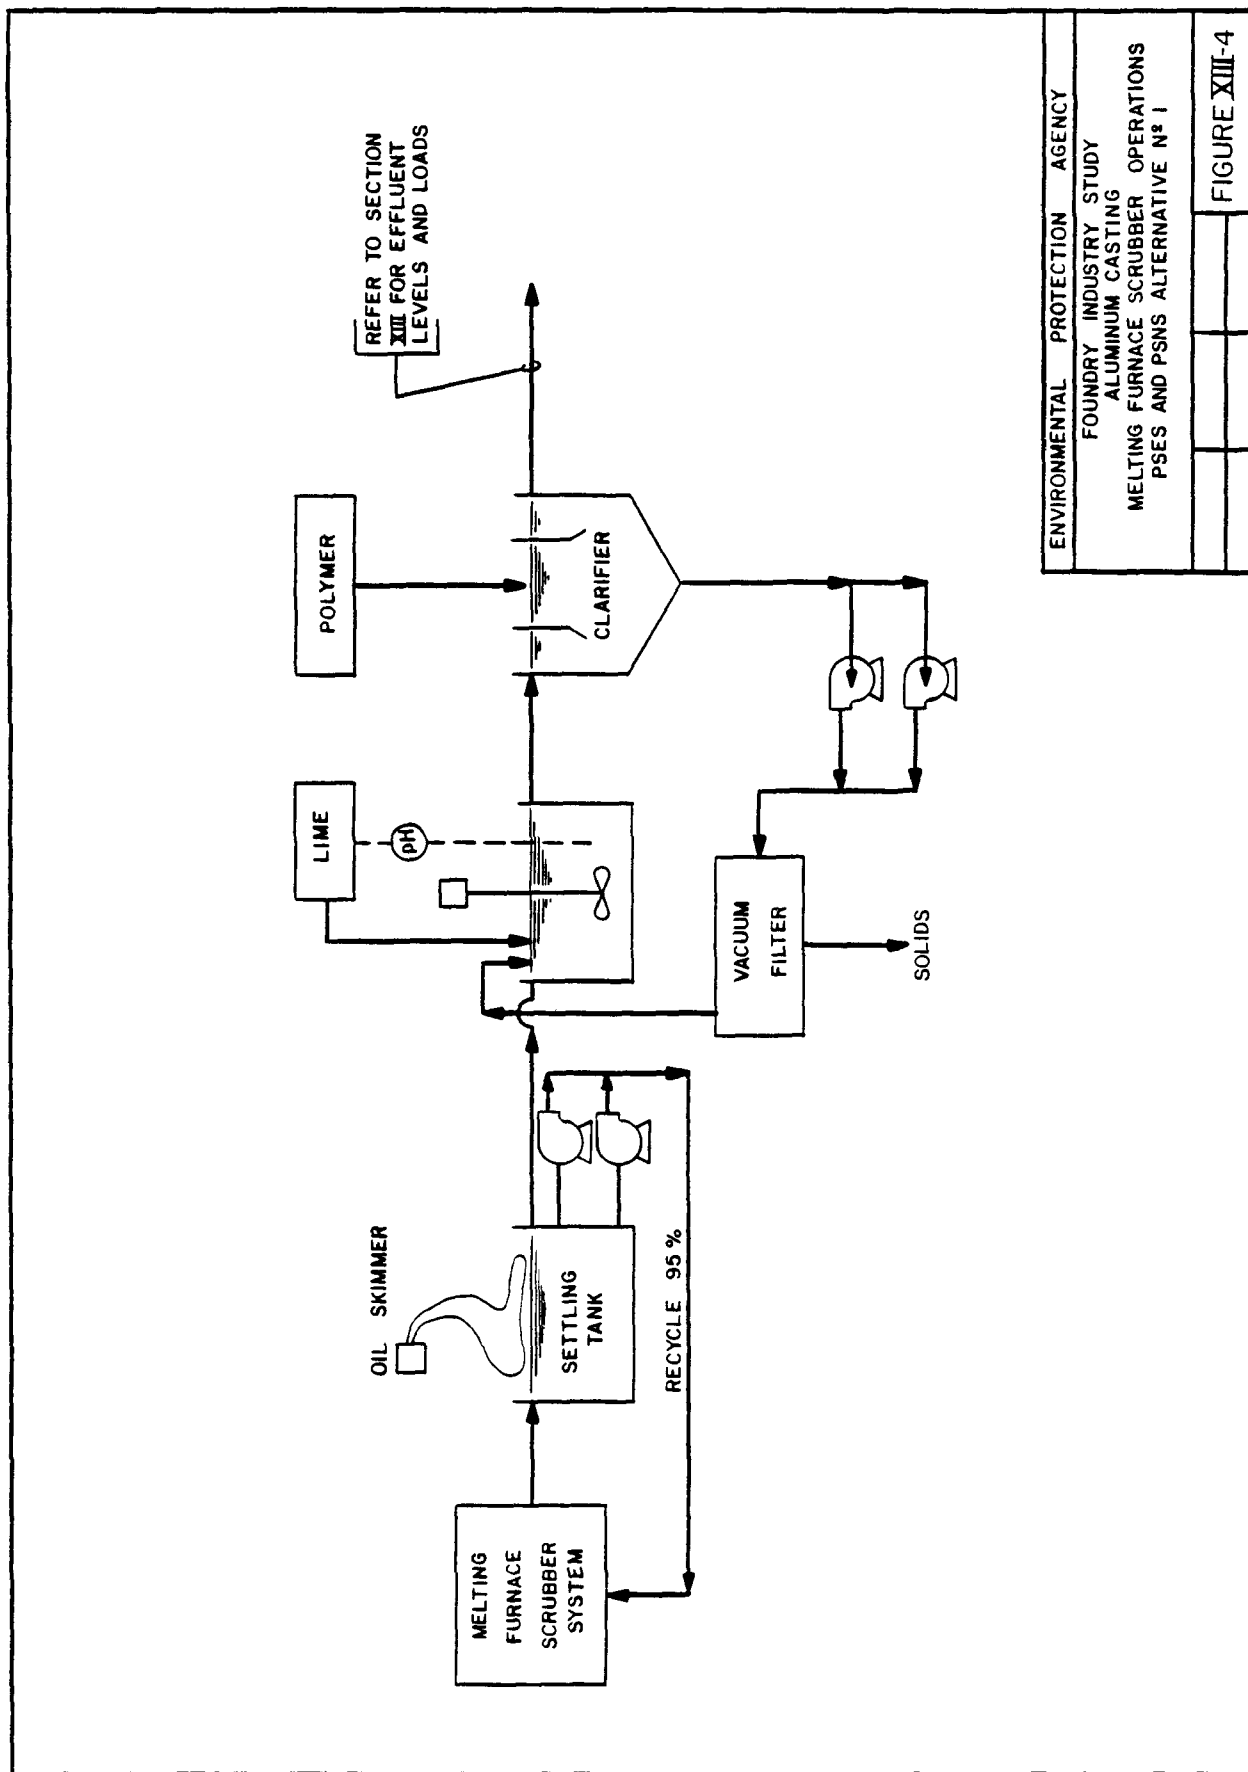 REFER TO SECTION
XIII FOR EFFLUENT
LEVELS AND LOADS
POLYMER
LIME
pH
OIL SKIMMER
CLARIFIER
SETTLING
TANK
MELTING
FURNACE
SCRUBBER
SYSTEM
RECYCLE 95%
VACUUM
FILTER
SOLIDS
ENVIRONMENTAL PROTECTION AGENCY
FOUNDRY INDUSTRY STUDY
ALUMINUM CASTING
MELTING FURNACE SCRUBBER OPERATIONS
PSES AND PSNS ALTERNATIVE Nº 1
FIGURE XIII-4